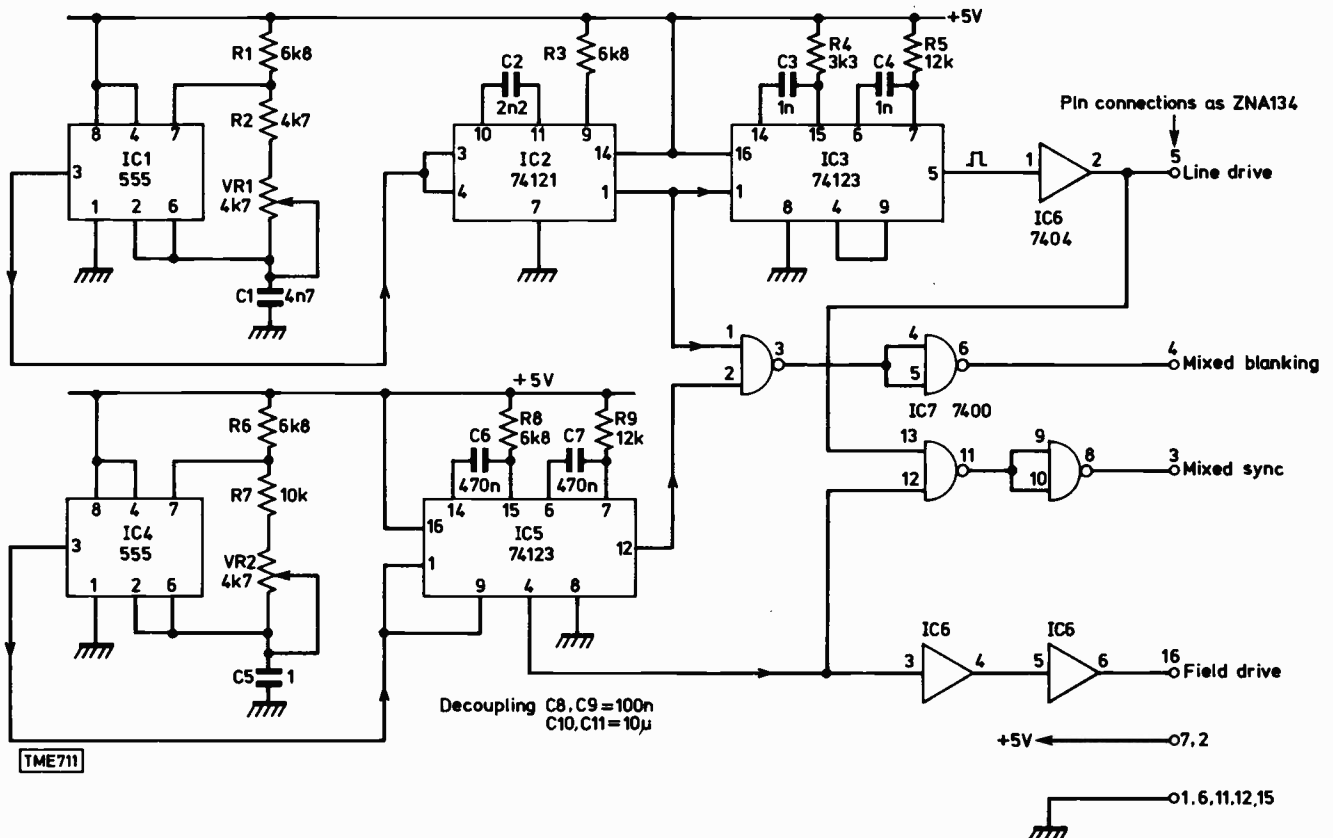 +5V
R1
6k8
R2
4k7
VR1
4k7
C1
4n7
8
4
7
3
IC1
555
1
2
6
C2
2n2
R3
6k8
10
11
9
3
4
IC2
74121
14
1
7
C3
1n
R4
3k3
C4
1n
R5
12k
14
15
6
7
16
1
IC3
74123
5
8
4
9
1
2
IC6
7404
Pin connections as ZNA134
5
Line drive
1
2
3
4
5
6
IC7 7400
4
Mixed blanking
13
12
11
9
10
8
3
Mixed sync
+5V
R6
6k8
R7
10k
VR2
4k7
C5
1
8
4
7
3
IC4
555
1
2
6
C6
470n
R8
6k8
C7
470n
R9
12k
14
15
6
7
16
1
IC5
74123
12
9
4
8
IC6
3
4
IC6
5
6
16
Field drive
Decoupling C8,C9=100n
C10,C11=10µ
+5V
7,2
1,6,11,12,15
TME711